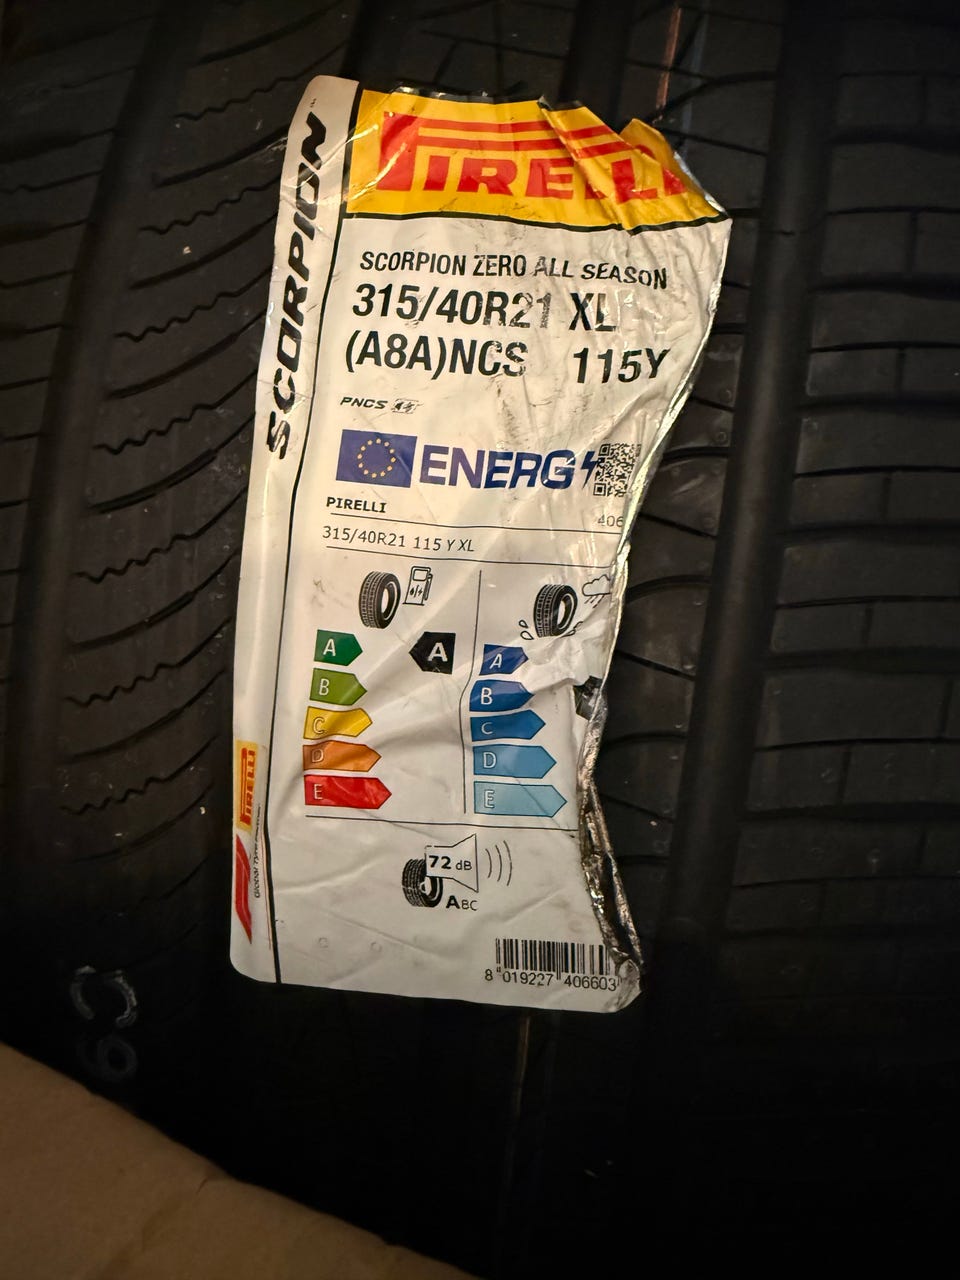 SCORPION
PIRELLI
SCORPION ZERO ALL SEASON
315/40R21 XL
(A8A)NCS 115Y
PNCS
ENERG
PIRELLI
406
315/40R21 115 Y XL
A
B
C
D
E
A
A
B
C
D
E
72 dB
ABC
PIRELLI
8 019227 406603